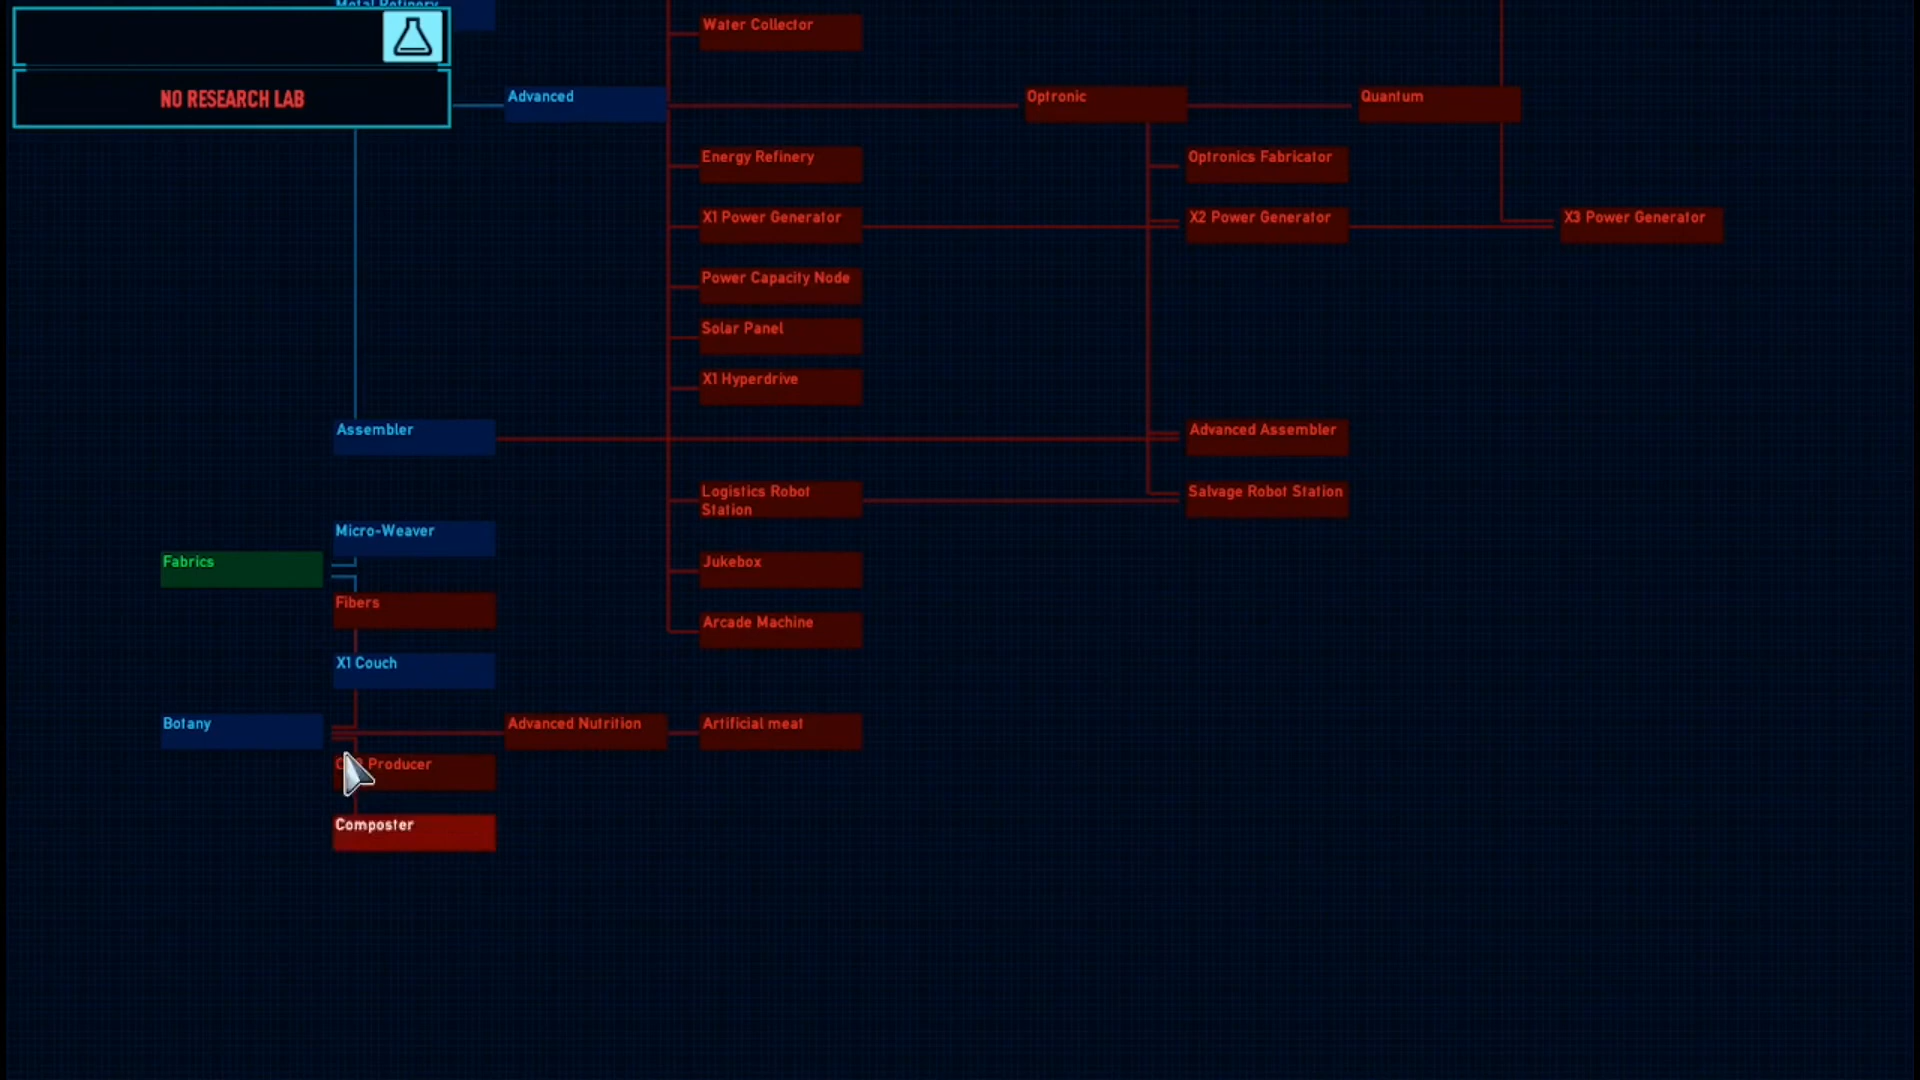 Metal Refinery
Water Collector
NO RESEARCH LAB
Advanced
Optronic
Quantum
Energy Refinery
Optronics Fabricator
X1 Power Generator
X2 Power Generator
X3 Power Generator
Power Capacity Node
Solar Panel
X1 Hyperdrive
Assembler
Advanced Assembler
Logistics Robot
Station
Salvage Robot Station
Micro-Weaver
Fabrics
Jukebox
Fibers
Arcade Machine
X1 Couch
Botany
Advanced Nutrition
Artificial meat
Producer
Composter